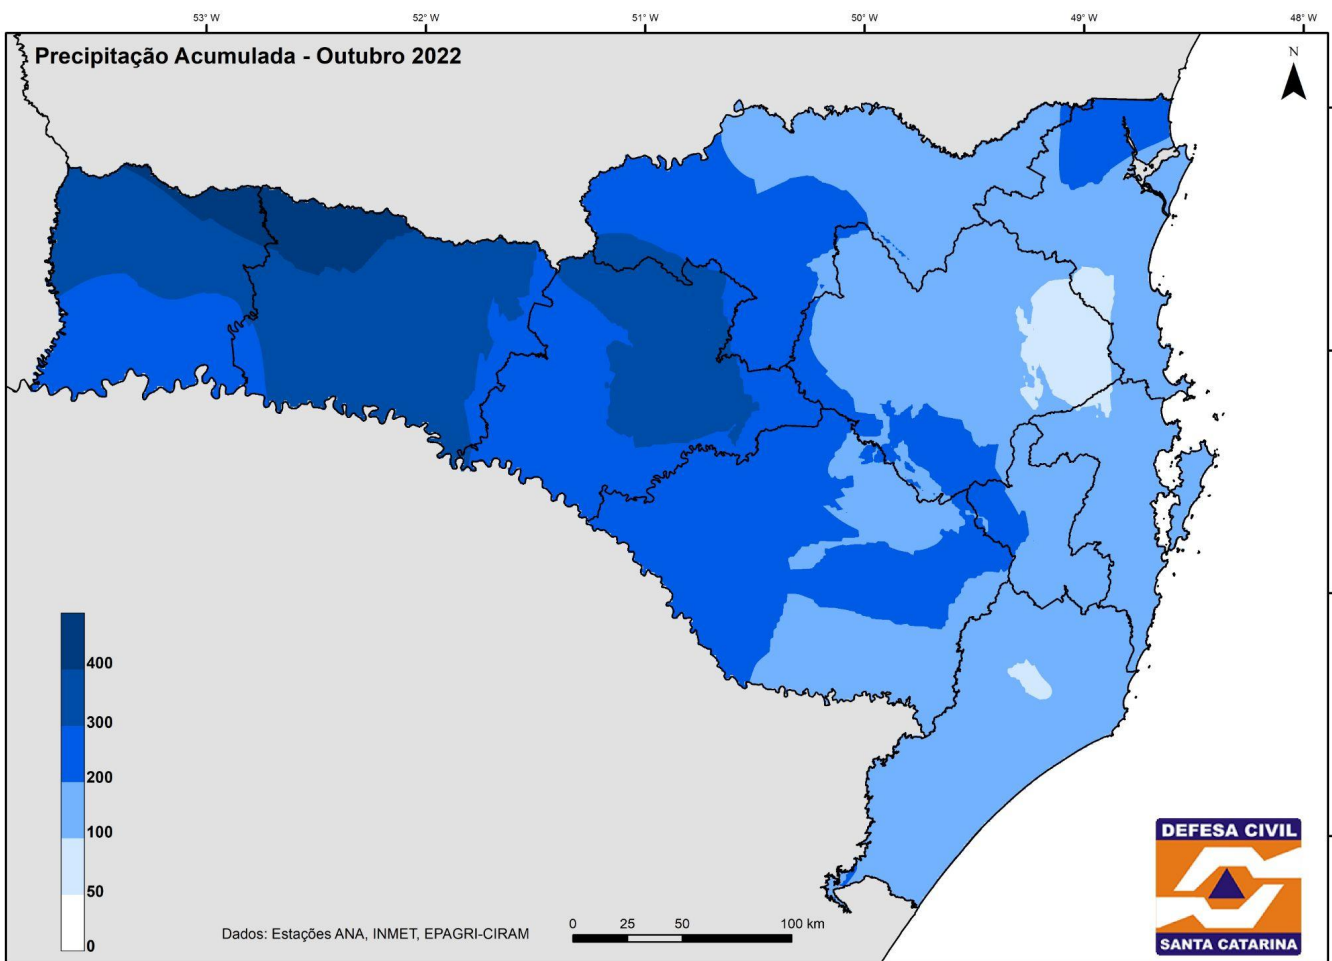 53° W
52° W
51° W
50° W
49° W
48° W
Precipitação Acumulada - Outubro 2022
N
400
300
200
100
50
0
Dados: Estações ANA, INMET, EPAGRI-CIRAM
0 25 50 100 km
DEFESA CIVIL
SANTA CATARINA